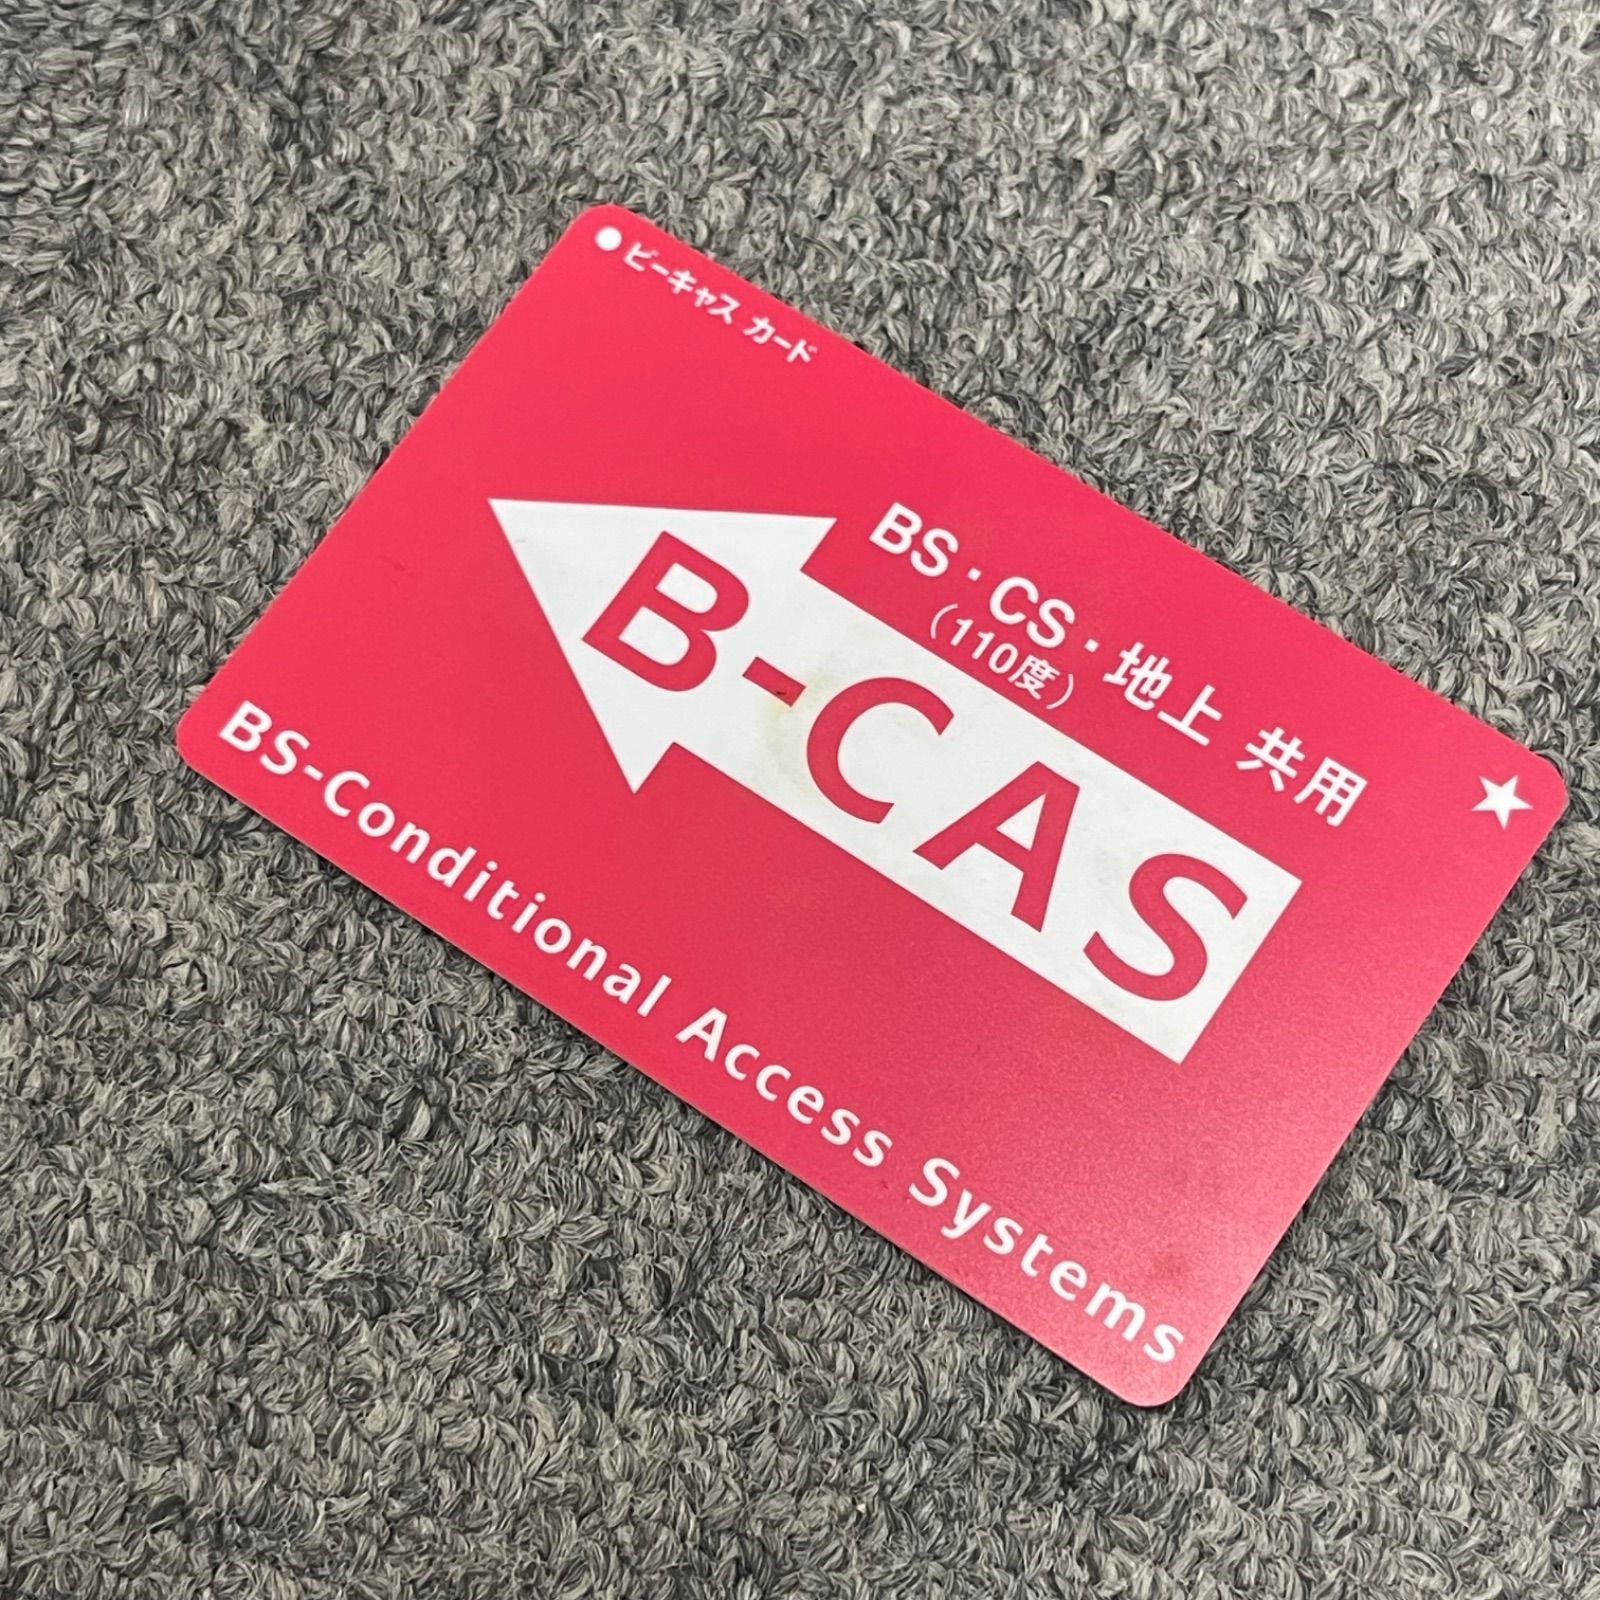 ●ビーキャス カード
BS・CS・地上 共用
（110度）
B-CAS
★
BS-Conditional Access Systems